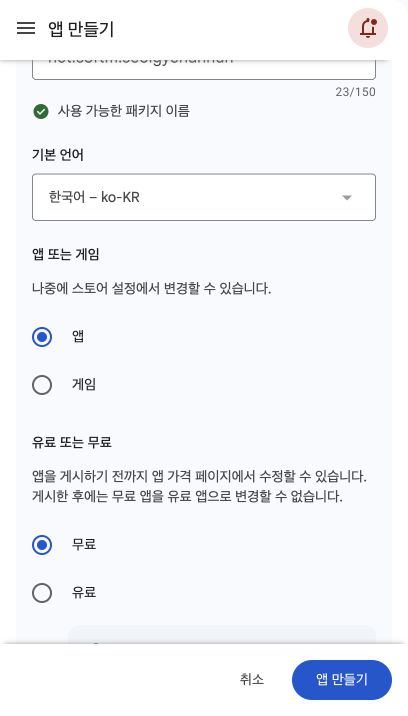 앱 만들기
23/150
사용 가능한 패키지 이름
기본 언어
한국어 – ko-KR
앱 또는 게임
나중에 스토어 설정에서 변경할 수 있습니다.
앱
게임
유료 또는 무료
앱을 게시하기 전까지 앱 가격 페이지에서 수정할 수 있습니다.
게시한 후에는 무료 앱을 유료 앱으로 변경할 수 없습니다.
무료
유료
취소
앱 만들기